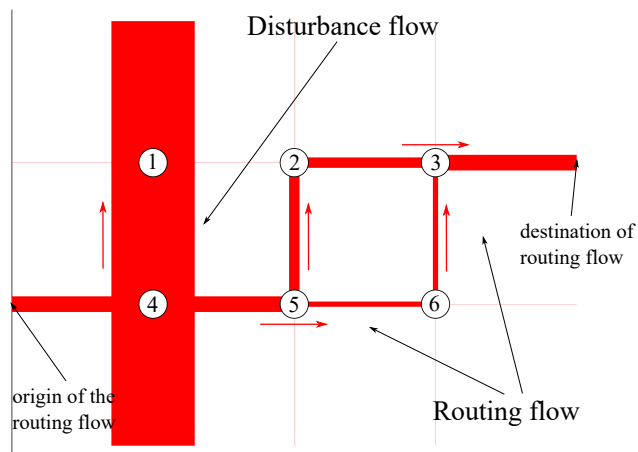 Disturbance flow
1
2
3
destination of
routing flow
4
5
6
origin of the
routing flow
Routing flow